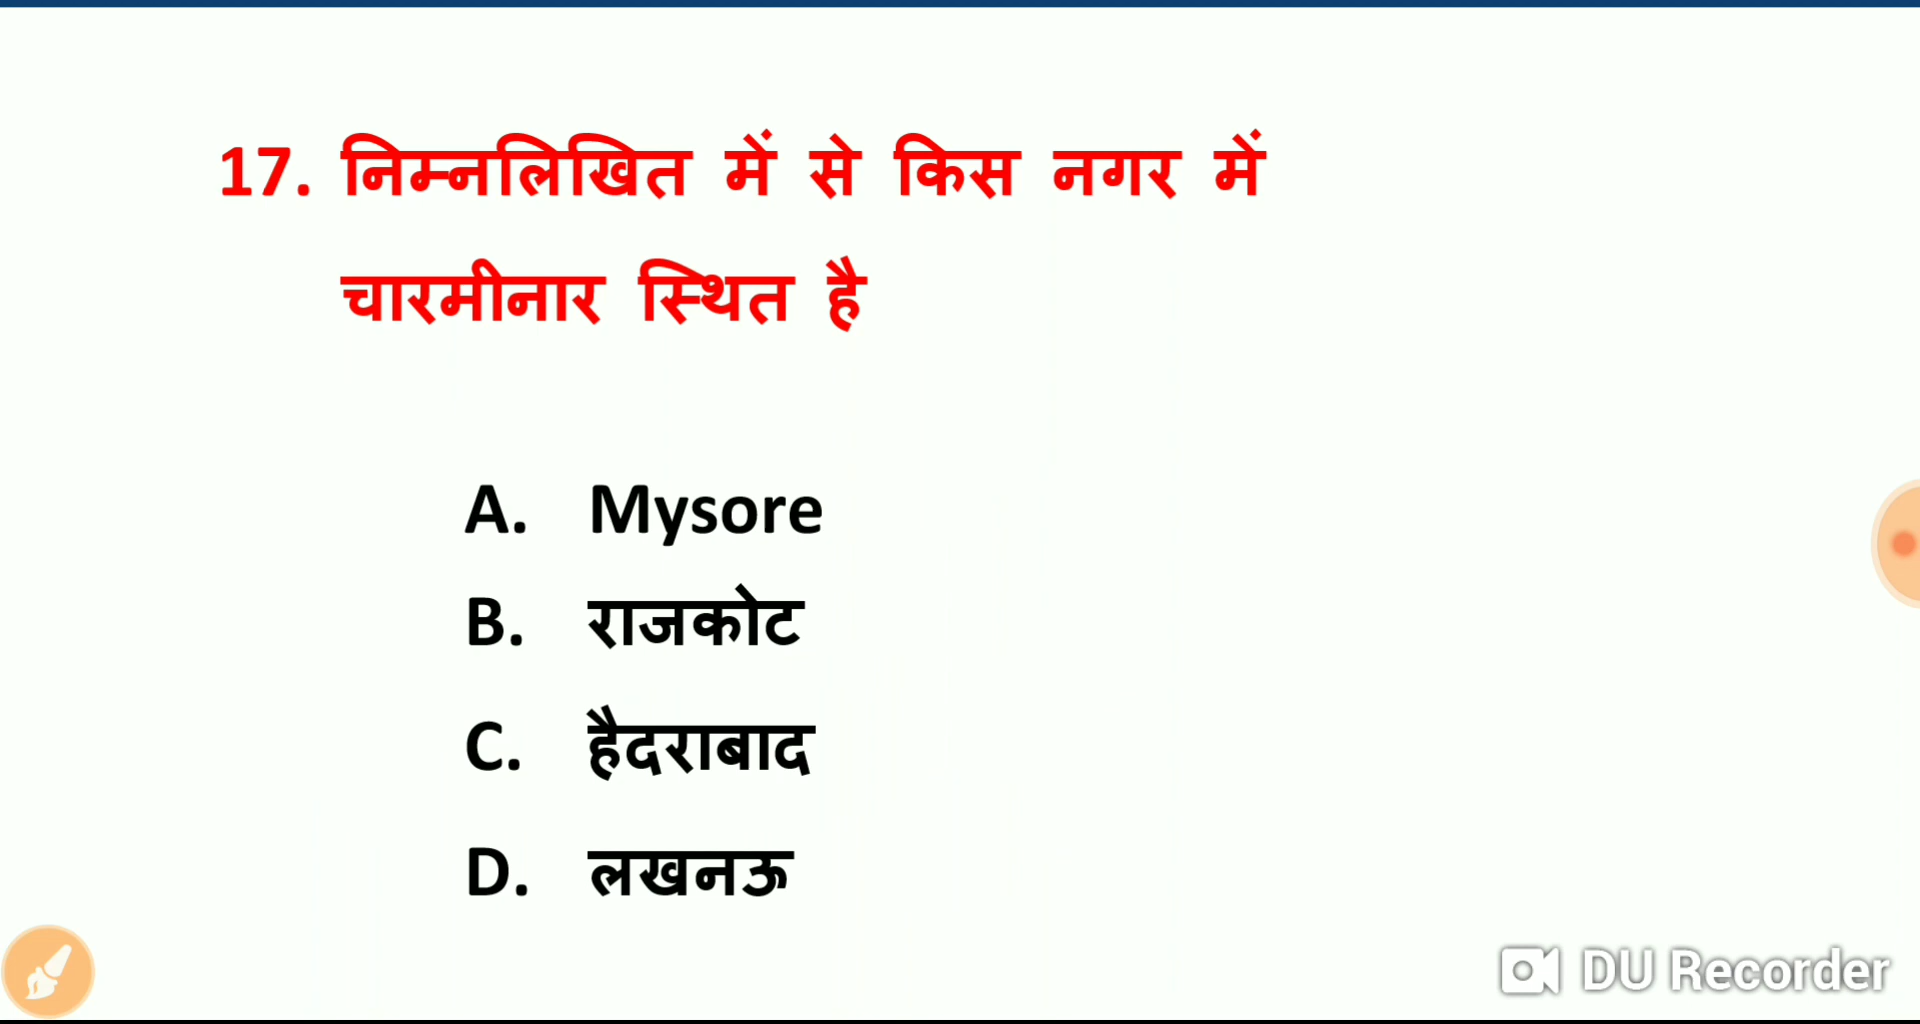 17. निम्नलिखित में से किस नगर में
चारमीनार स्थित है
A. Mysore
B. राजकोट
C. हैदराबाद
D. लखनऊ
DU Recorder